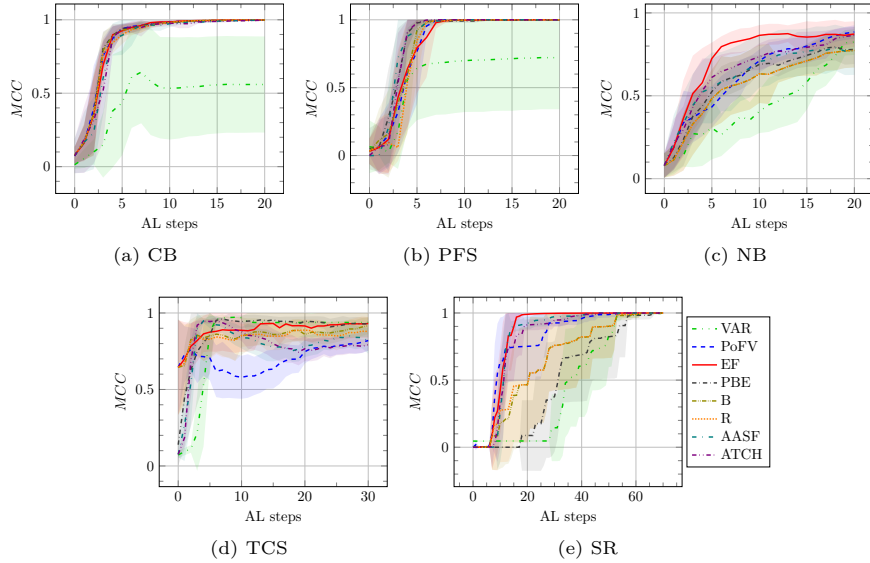 1
0.5
0
MCC
0
5
10
15
20
AL steps
(a) CB
1
0.5
0
MCC
0
5
10
15
20
AL steps
(b) PFS
1
0.5
0
MCC
0
5
10
15
20
AL steps
(c) NB
1
0.5
0
MCC
0
10
20
30
AL steps
(d) TCS
1
0.5
0
MCC
0
20
40
60
AL steps
(e) SR
VAR
PoFV
EF
PBE
B
R
AASF
ATCH